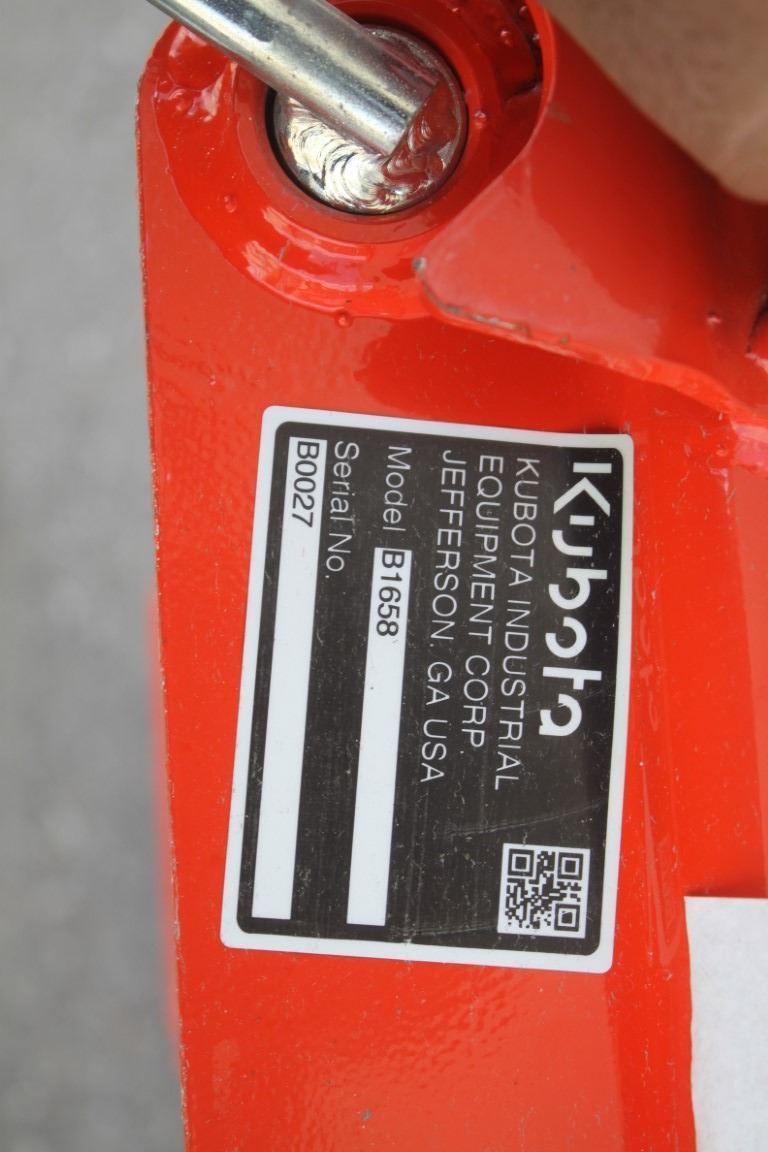 Kubota
KUBOTA INDUSTRIAL
EQUIPMENT CORP.
JEFFERSON, GA USA
Model B1658
Serial No.
B0027